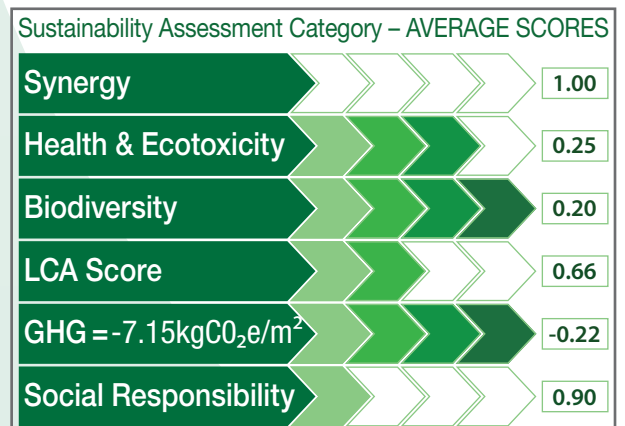 Sustainability Assessment Category – AVERAGE SCORES
Synergy 1.00
Health & Ecotoxicity 0.25
Biodiversity 0.20
LCA Score 0.66
GHG = -7.15kgC0₂e/m² -0.22
Social Responsibility 0.90